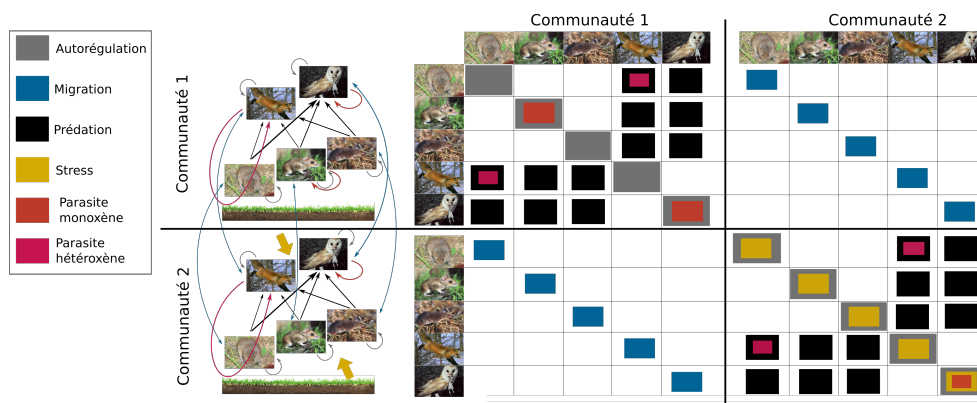 Communauté 1
Communauté 2
Autorégulation
Migration
Prédation
Stress
Parasite
monoxène
Parasite
hétéroxène
Communauté 1
Communauté 2